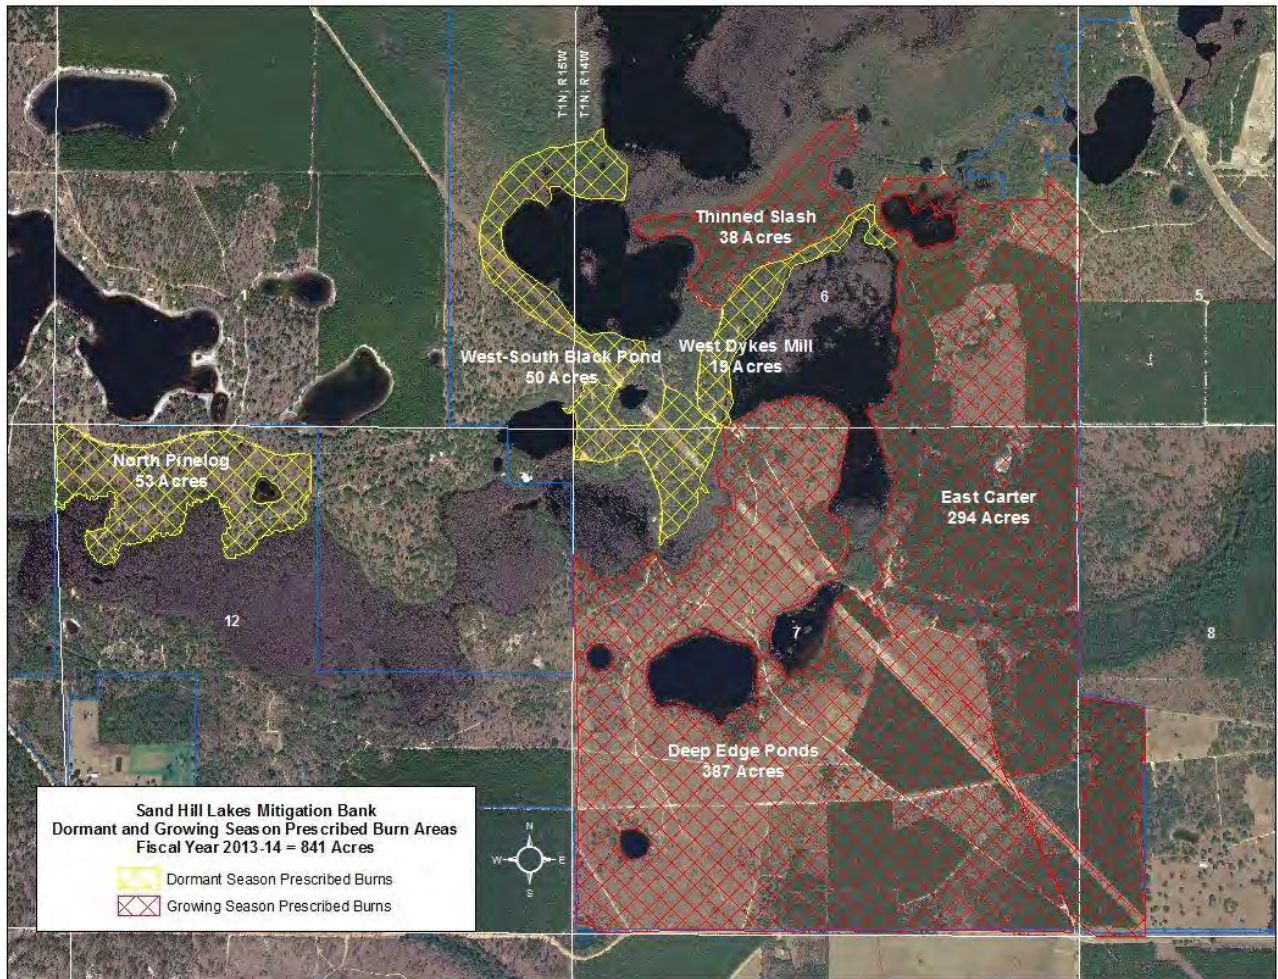 T1N; R15W
T1N; R14W
Thinned Slash
38 Acres
6
5
West-South Black Pond
50 Acres
West Dykes Mill
19 Acres
North Pinelog
53 Acres
East Carter
294 Acres
12
7
8
Deep Edge Ponds
387 Acres
Sand Hill Lakes Mitigation Bank
Dormant and Growing Season Prescribed Burn Areas
Fiscal Year 2013-14 = 841 Acres
Dormant Season Prescribed Burns
Growing Season Prescribed Burns
N
W E
S